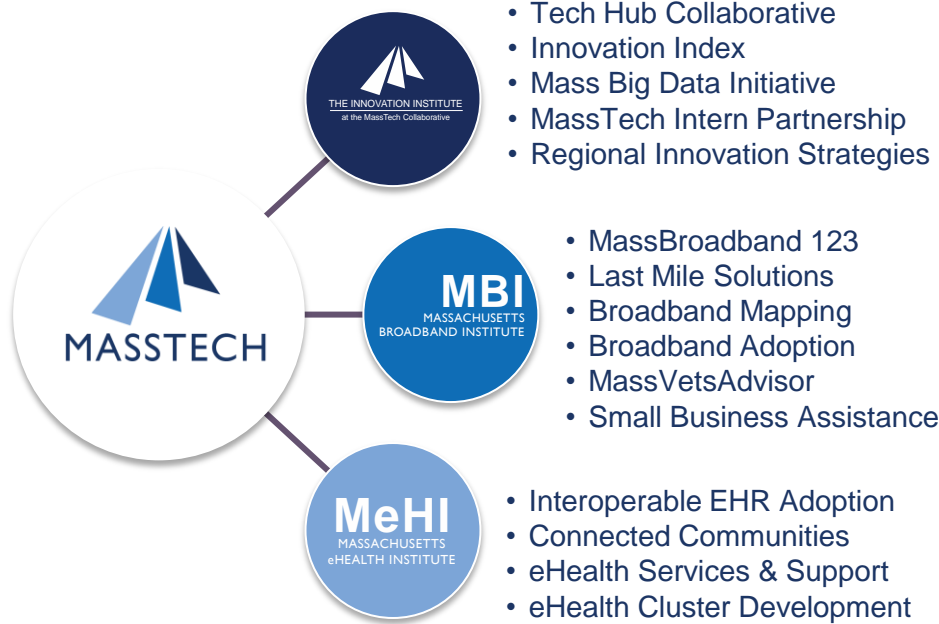 THE INNOVATION INSTITUTE
at the MassTech Collaborative
• Tech Hub Collaborative
• Innovation Index
• Mass Big Data Initiative
• MassTech Intern Partnership
• Regional Innovation Strategies
MASSTECH
MBI
MASSACHUSETTS
BROADBAND INSTITUTE
• MassBroadband 123
• Last Mile Solutions
• Broadband Mapping
• Broadband Adoption
• MassVetsAdvisor
• Small Business Assistance
MeHI
MASSACHUSETTS
eHEALTH INSTITUTE
• Interoperable EHR Adoption
• Connected Communities
• eHealth Services & Support
• eHealth Cluster Development